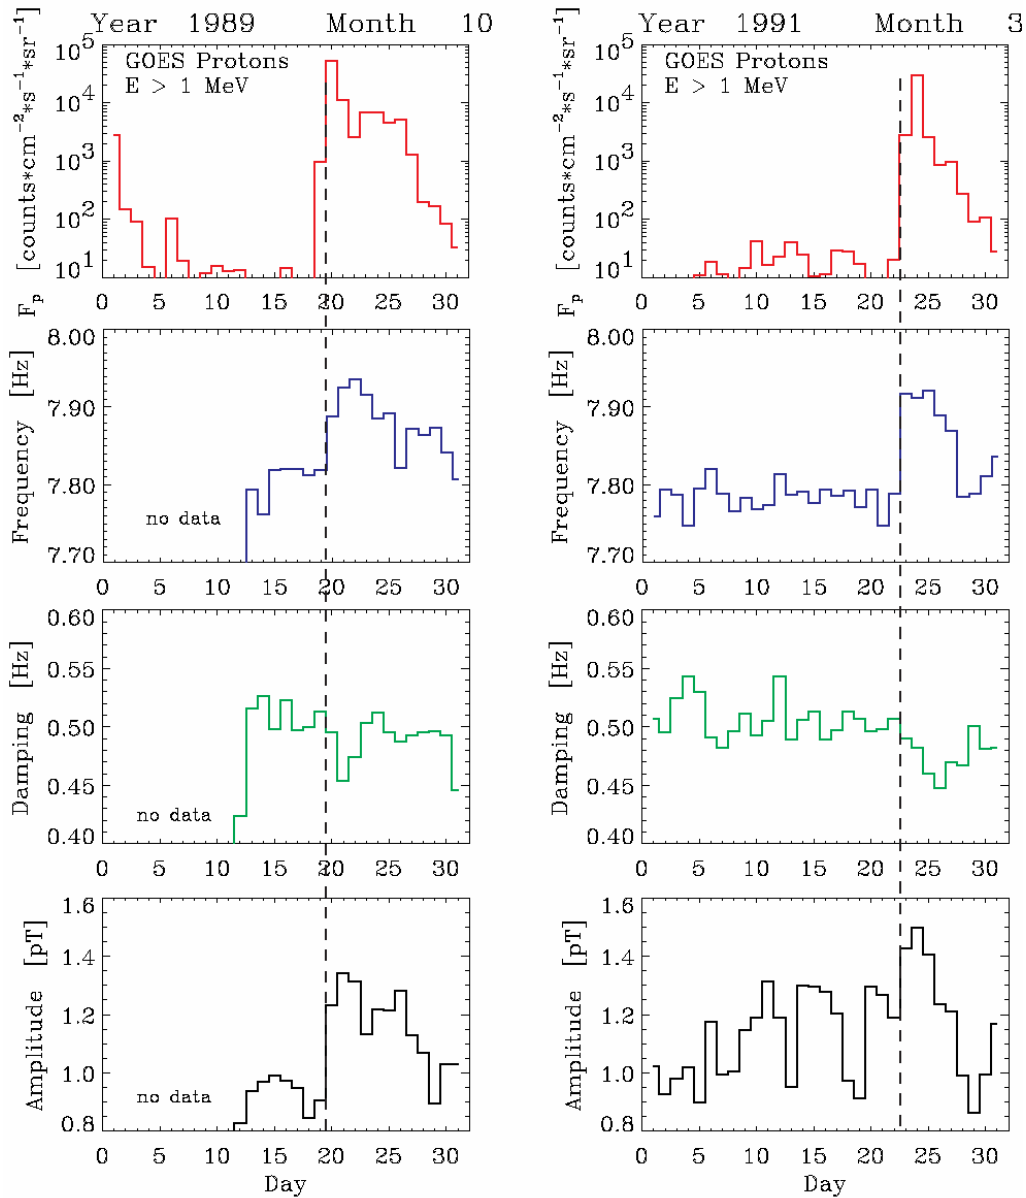 Year 1989 Month 10
GOES Protons
E > 1 MeV
F_p [counts*cm^-2*s^-1*sr^-1]
10^5
10^4
10^3
10^2
10^1
0 5 10 15 20 25 30
Frequency [Hz]
8.00
7.90
7.80
7.70
no data
0 5 10 15 20 25 30
Damping [Hz]
0.60
0.55
0.50
0.45
0.40
no data
0 5 10 15 20 25 30
Amplitude [pT]
1.6
1.4
1.2
1.0
0.8
no data
0 5 10 15 20 25 30
Day
Year 1991 Month 3
GOES Protons
E > 1 MeV
F_p [counts*cm^-2*s^-1*sr^-1]
10^5
10^4
10^3
10^2
10^1
0 5 10 15 20 25 30
Frequency [Hz]
8.00
7.90
7.80
7.70
0 5 10 15 20 25 30
Damping [Hz]
0.60
0.55
0.50
0.45
0.40
0 5 10 15 20 25 30
Amplitude [pT]
1.6
1.4
1.2
1.0
0.8
0 5 10 15 20 25 30
Day